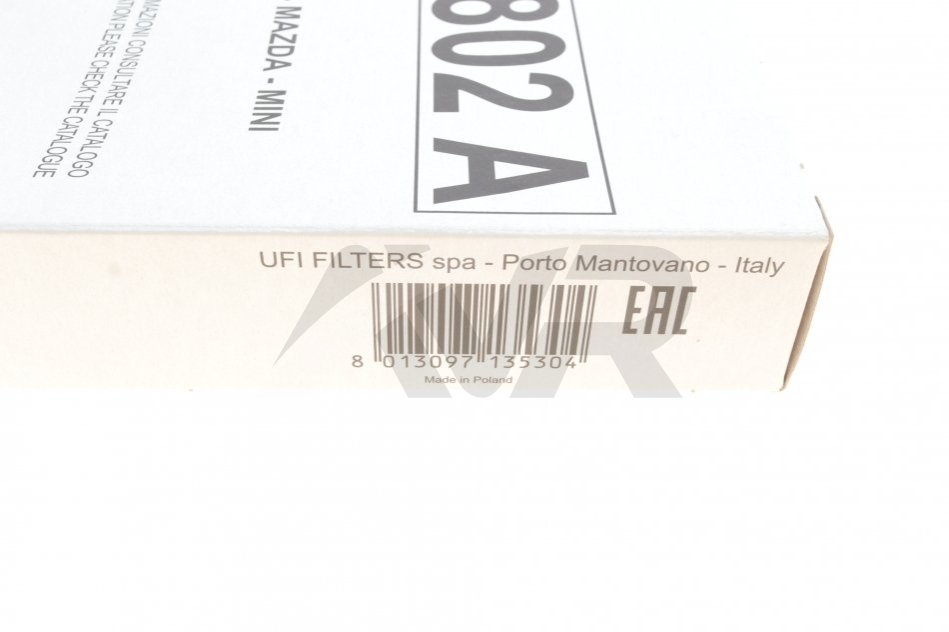 802 A
MAZDA - MINI
MAZIONI CONSULTARE IL CATALOGO
TION PLEASE CHECK THE CATALOGUE
UFI FILTERS spa - Porto Mantovano - Italy
EAC
8 013097 135304
Made in Poland